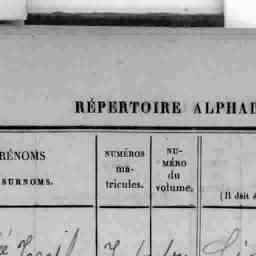 RÉPERTOIRE ALPHA
RÉNOMS
SURNOMS.
NUMÉROS
ma-
tricules.
NU-
MÉRO
du
volume.
(Il doit